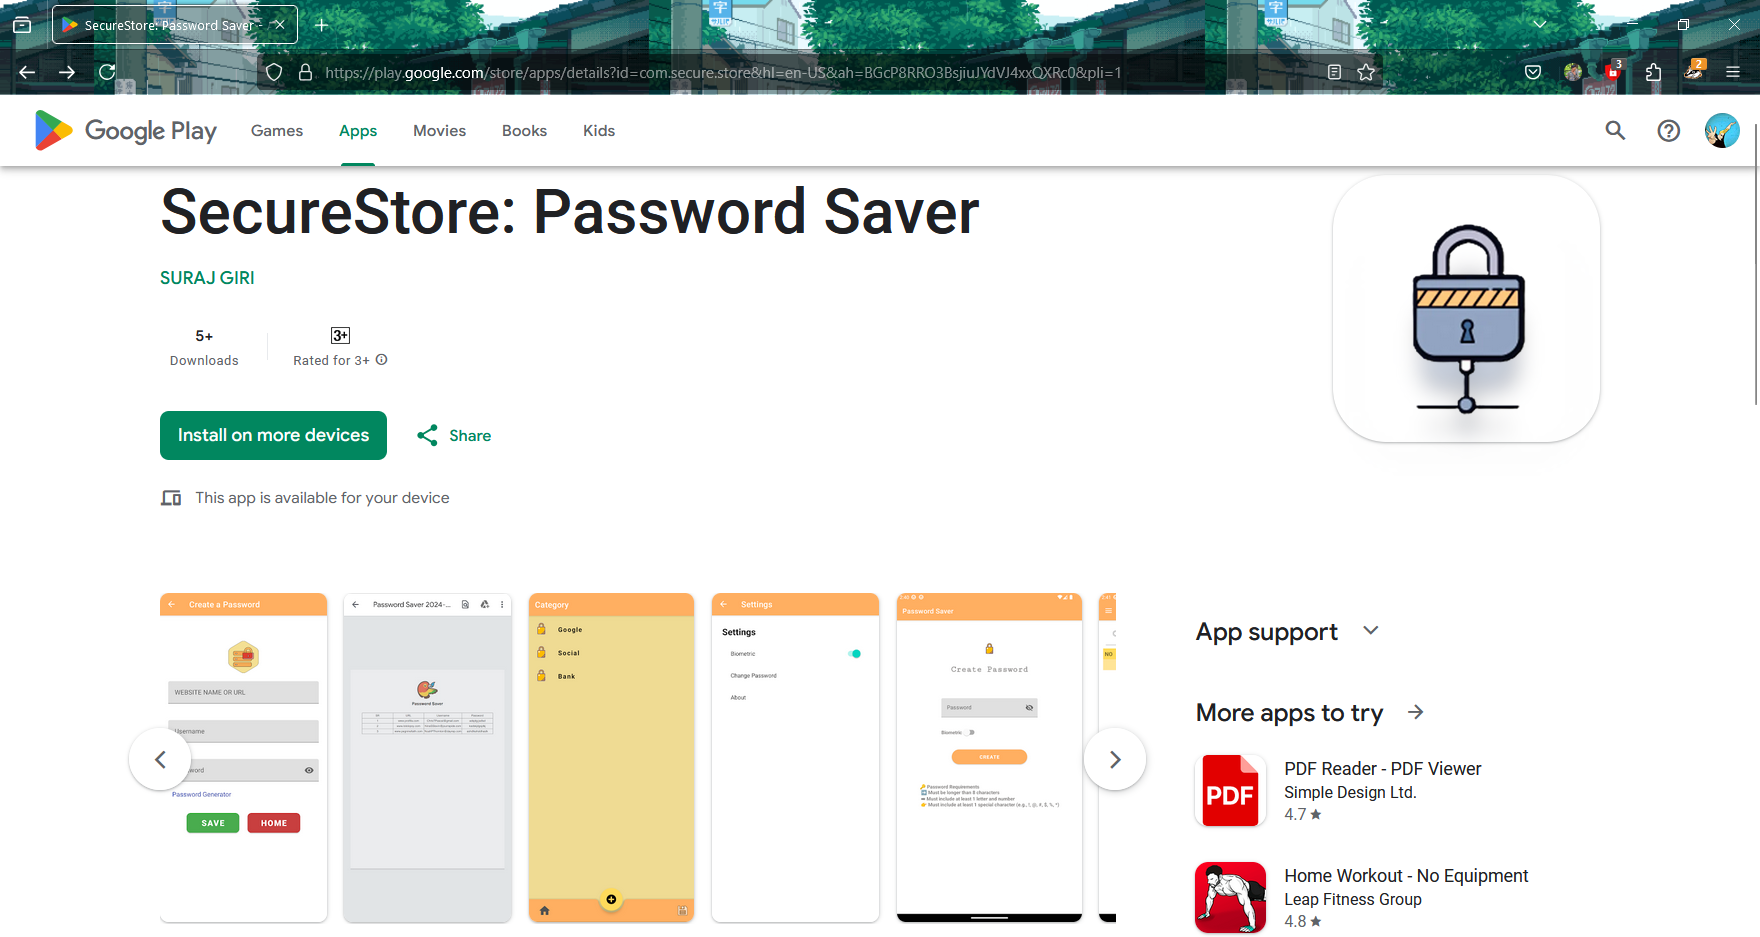 SecureStore: Password Saver -
https://play.google.com/store/apps/details?id=com.secure.store&hl=en-US&ah=BGcP8RRO3BsjiuJYdVJ4xxQXRc0&pli=1
3
2
Google Play
Games
Apps
Movies
Books
Kids
SecureStore: Password Saver
SURAJ GIRI
5+
Downloads
3+
Rated for 3+
Install on more devices
Share
This app is available for your device
Create a Password
WEBSITE NAME OR URL
Username
word
Password Generator
SAVE
HOME
Password Saver 2024-...
Password Saver
Category
Google
Social
Bank
Settings
Settings
Biometric
Change Password
About
Password Saver
Create Password
Password
Biometric
CREATE
Password Requirements
Must be longer than 8 characters
Must include at least 1 letter and number
Must include at least 1 special character (e.g., !, @, #, $, %, *)
NO
App support
More apps to try
PDF
PDF Reader - PDF Viewer
Simple Design Ltd.
4.7
Home Workout - No Equipment
Leap Fitness Group
4.8